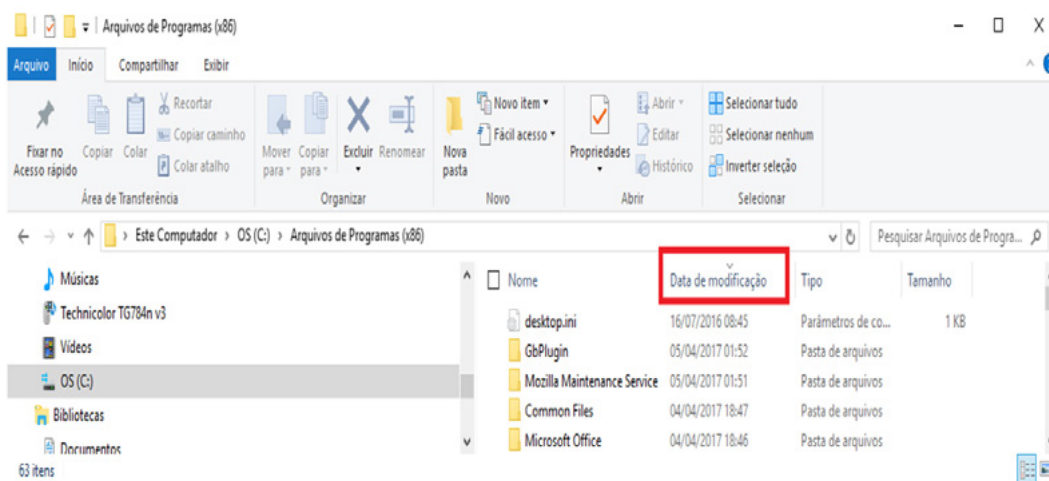 Arquivos de Programas (x86)
Arquivo Início Compartilhar Exibir
Fixar no
Acesso rápido
Copiar
Colar
Recortar
Copiar caminho
Colar atalho
Área de Transferência
Mover
para
Copiar
para
Excluir
Renomear
Organizar
Nova
pasta
Novo item
Fácil acesso
Novo
Propriedades
Abrir
Editar
Histórico
Abrir
Selecionar tudo
Selecionar nenhum
Inverter seleção
Selecionar
Este Computador > OS (C:) > Arquivos de Programas (x86)
Pesquisar Arquivos de Progra...
Músicas
Technicolor TG784n v3
Vídeos
OS (C:)
Bibliotecas
Documentos
Nome Data de modificação Tipo Tamanho
desktop.ini 16/07/2016 08:45 Parâmetros de co... 1 KB
GbPlugin 05/04/2017 01:52 Pasta de arquivos
Mozilla Maintenance Service 05/04/2017 01:51 Pasta de arquivos
Common Files 04/04/2017 18:47 Pasta de arquivos
Microsoft Office 04/04/2017 18:46 Pasta de arquivos
63 itens